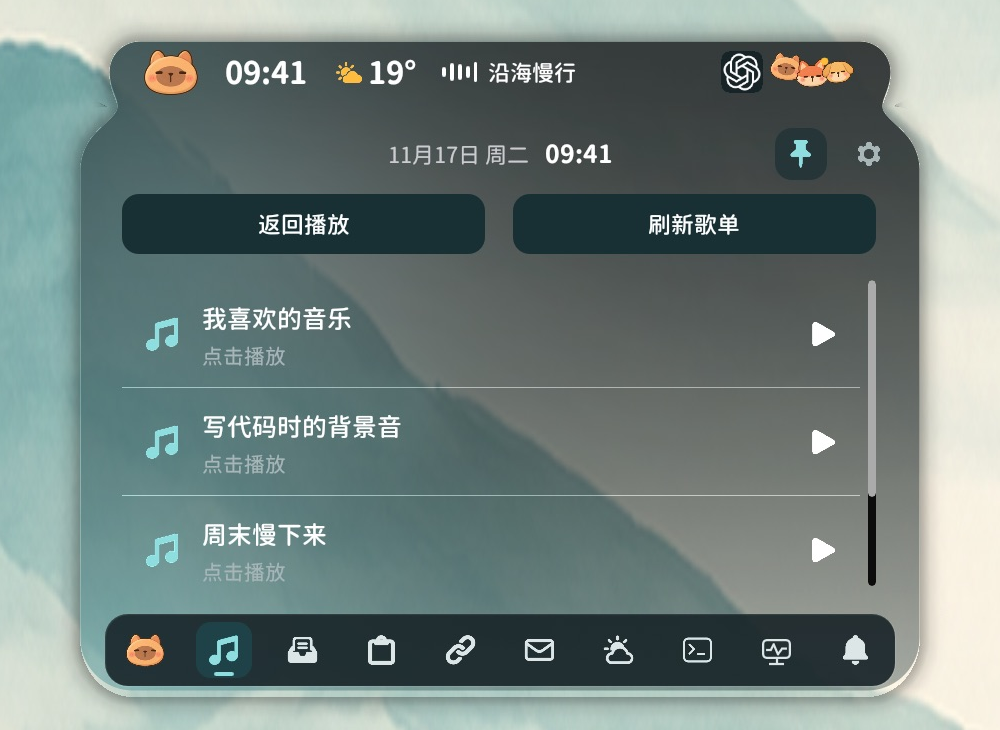 09:41 19° 沿海慢行
11月17日 周二 09:41
返回播放 刷新歌单
我喜欢的音乐
点击播放
写代码时的背景音
点击播放
周末慢下来
点击播放